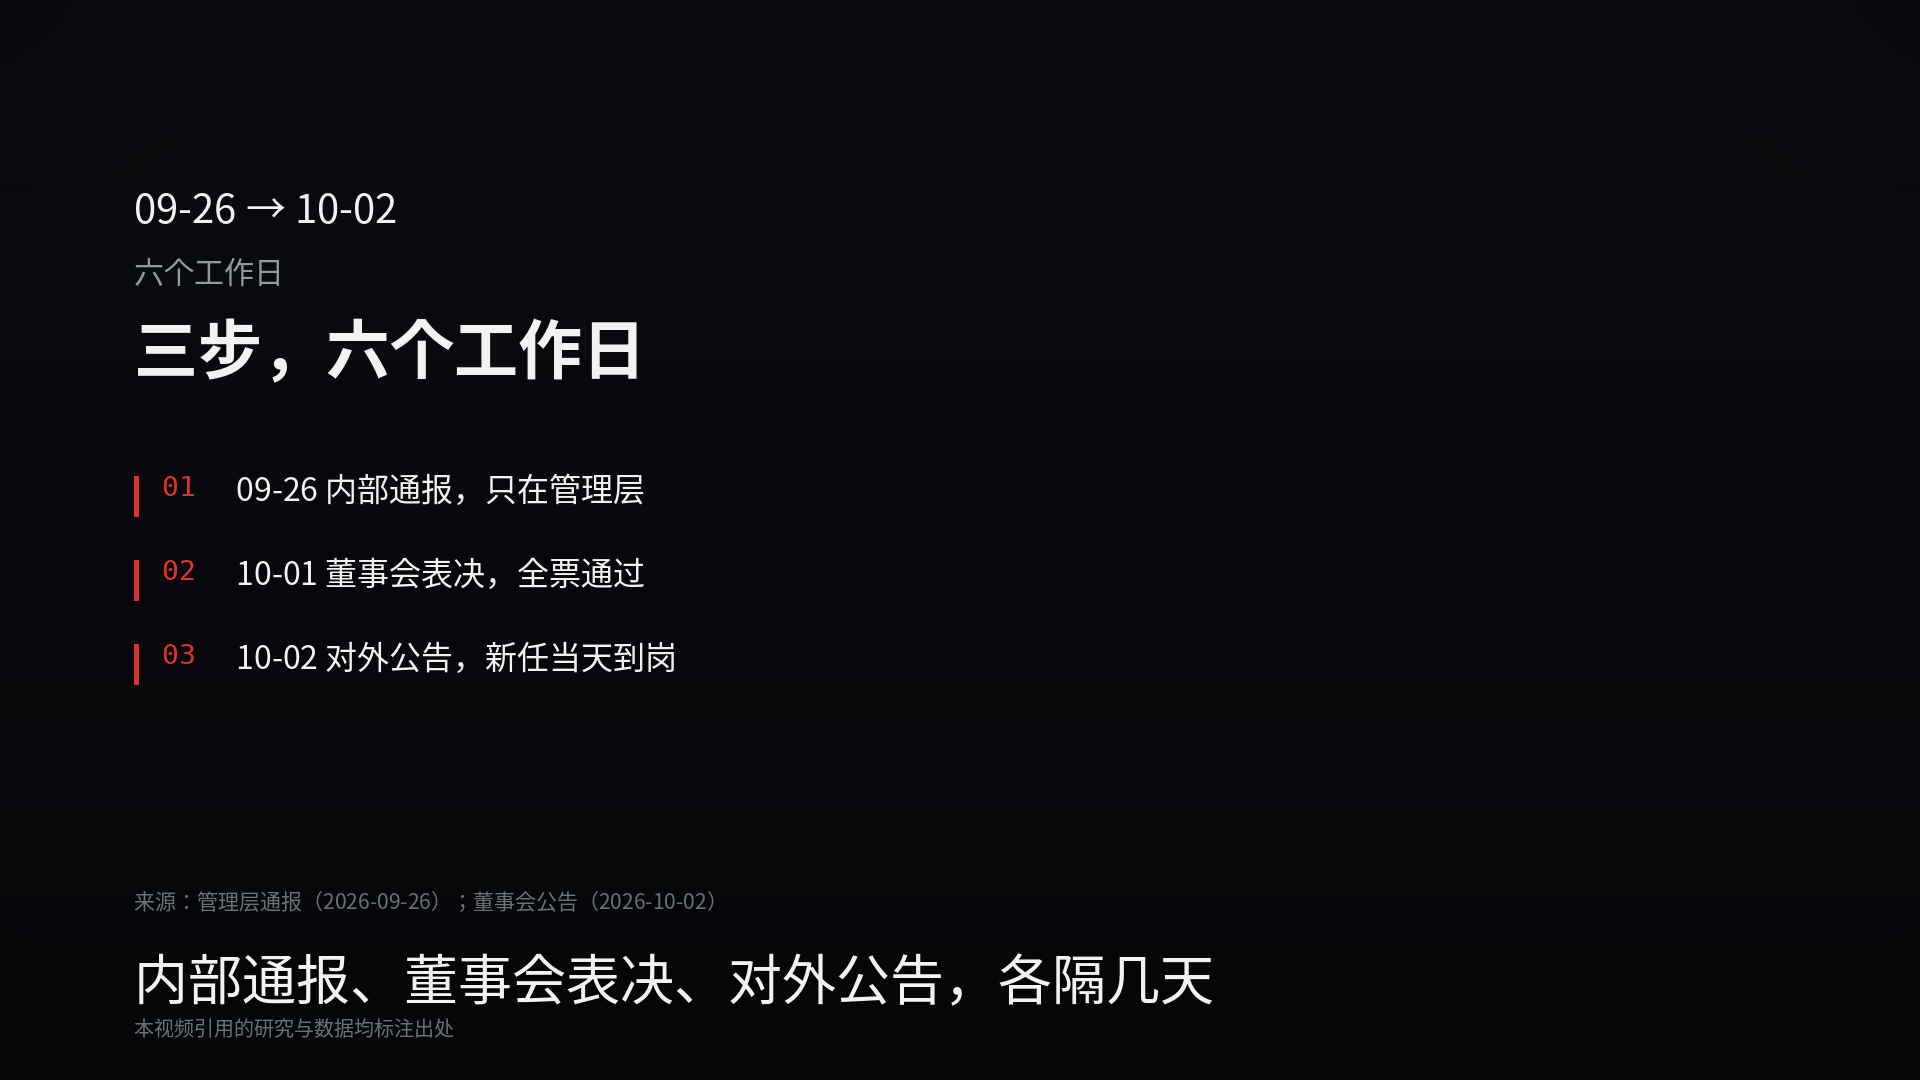 09-26 → 10-02
六个工作日
三步，六个工作日
01 09-26 内部通报，只在管理层
02 10-01 董事会表决，全票通过
03 10-02 对外公告，新任当天到岗
来源：管理层通报（2026-09-26）；董事会公告（2026-10-02）
内部通报、董事会表决、对外公告，各隔几天
本视频引用的研究与数据均标注出处